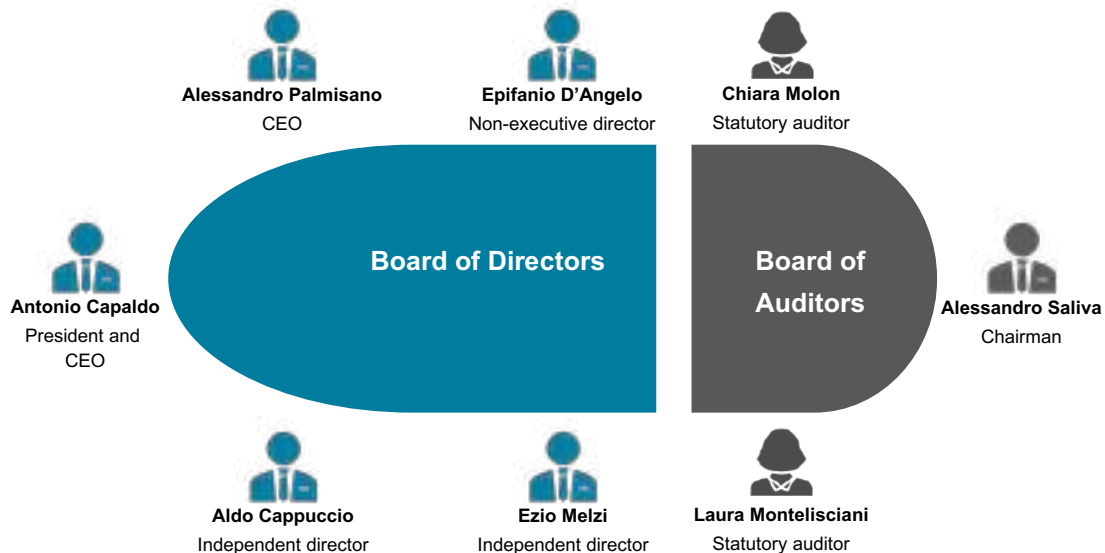 Alessandro Palmisano
CEO
Epifanio D'Angelo
Non-executive director
Chiara Molon
Statutory auditor
Antonio Capaldo
President and
CEO
Board of Directors
Board of
Auditors
Alessandro Saliva
Chairman
Aldo Cappuccio
Independent director
Ezio Melzi
Independent director
Laura Montelisciani
Statutory auditor